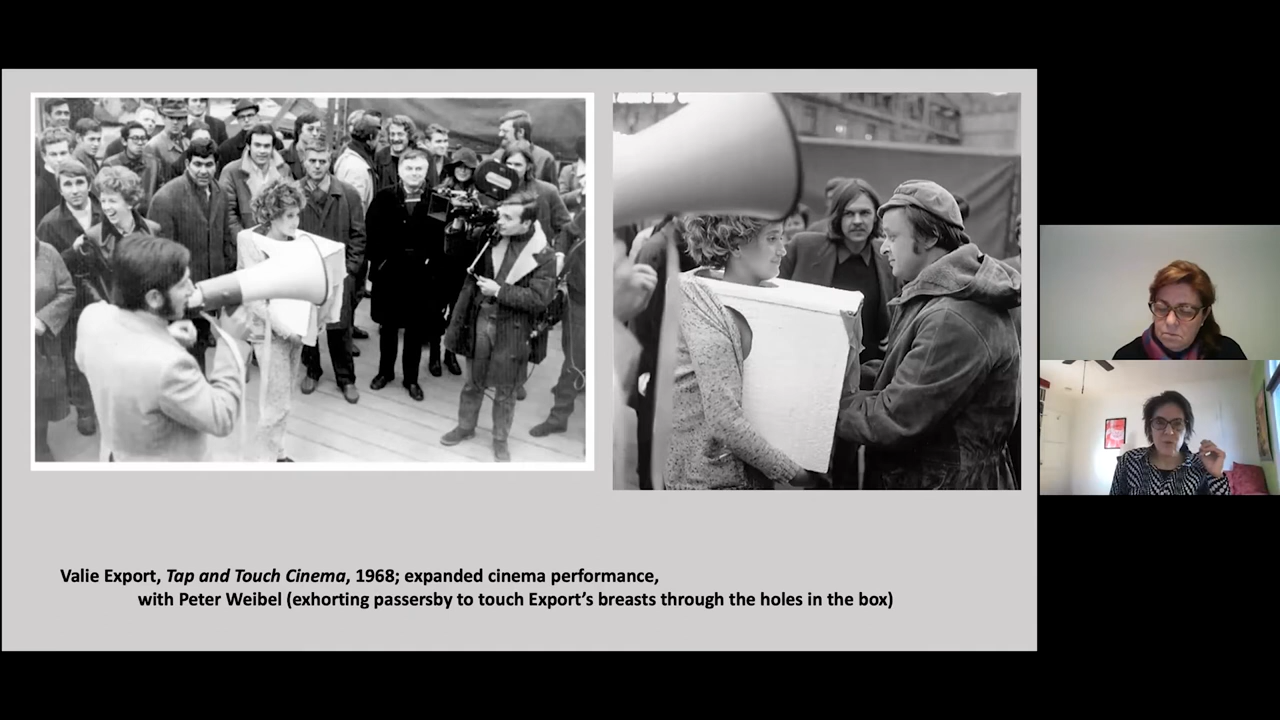 Valie Export, Tap and Touch Cinema, 1968; expanded cinema performance,
with Peter Weibel (exhorting passersby to touch Export’s breasts through the holes in the box)